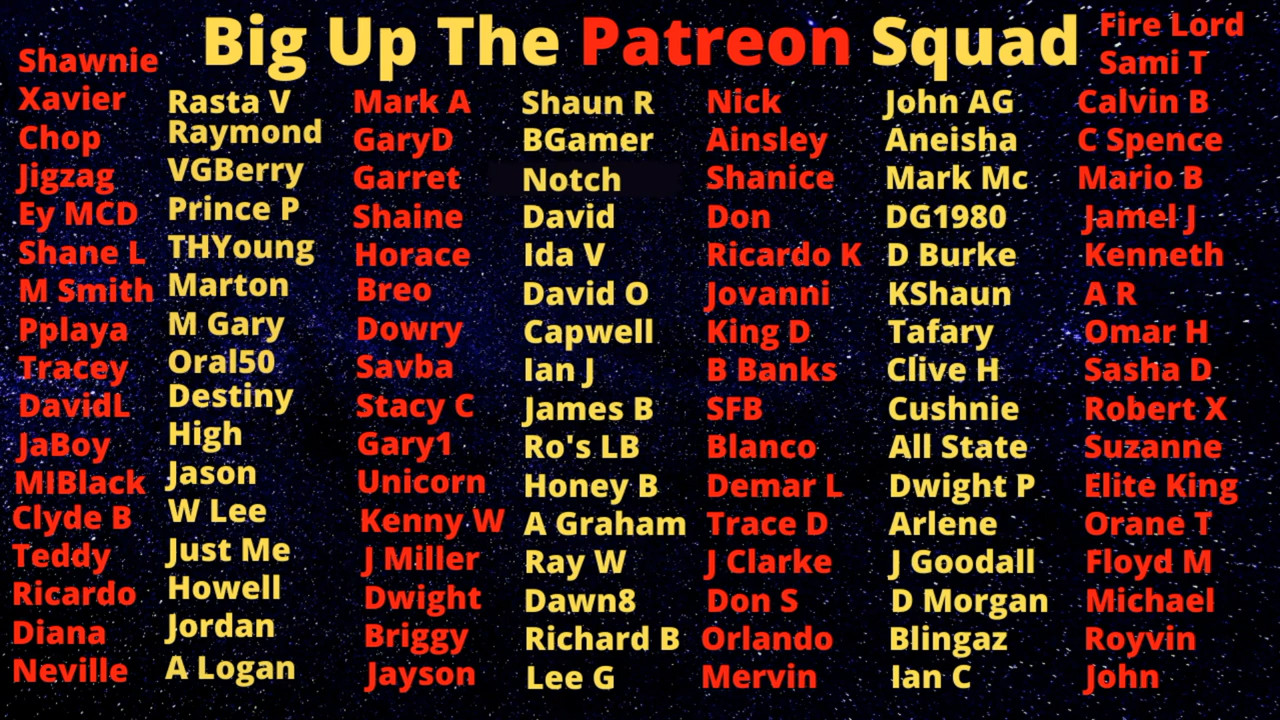 Big Up The Patreon Squad
Shawnie
Xavier
Chop
Jigzag
Ey MCD
Shane L
M Smith
Pplaya
Tracey
DavidL
JaBoy
MIBlack
Clyde B
Teddy
Ricardo
Diana
Neville
Rasta V
Raymond
VGBerry
Prince P
THYoung
Marton
M Gary
Oral50
Destiny
High
Jason
W Lee
Just Me
Howell
Jordan
A Logan
Mark A
GaryD
Garret
Shaine
Horace
Breo
Dowry
Savba
Stacy C
Gary1
Unicorn
Kenny W
J Miller
Dwight
Briggy
Jayson
Shaun R
BGamer
Notch
David
Ida V
David O
Capwell
Ian J
James B
Ro's LB
Honey B
A Graham
Ray W
Dawn8
Richard B
Lee G
Nick
Ainsley
Shanice
Don
Ricardo K
Jovanni
King D
B Banks
SFB
Blanco
Demar L
Trace D
J Clarke
Don S
Orlando
Mervin
John AG
Aneisha
Mark Mc
DG1980
D Burke
KShaun
Tafary
Clive H
Cushnie
All State
Dwight P
Arlene
J Goodall
D Morgan
Blingaz
Ian C
Fire Lord
Sami T
Calvin B
C Spence
Mario B
Jamel J
Kenneth
A R
Omar H
Sasha D
Robert X
Suzanne
Elite King
Orane T
Floyd M
Michael
Royvin
John